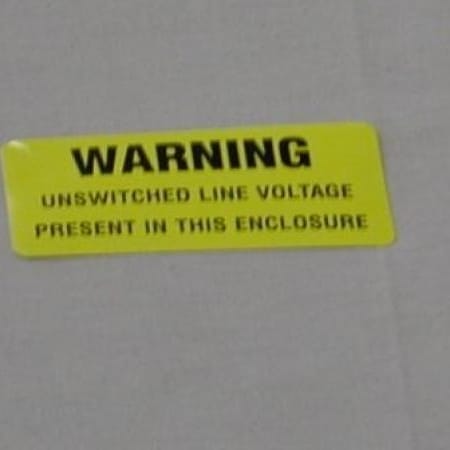 WARNING
UNSWITCHED LINE VOLTAGE
PRESENT IN THIS ENCLOSURE